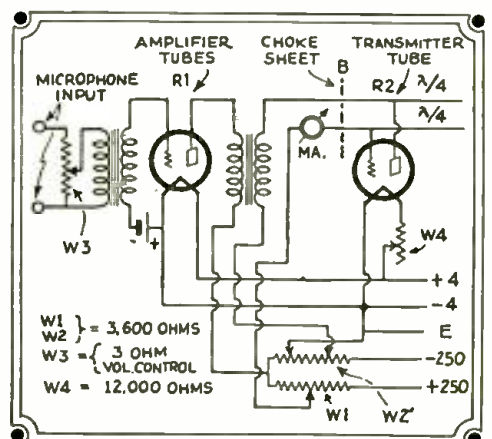 AMPLIFIER
TUBES
R1
CHOKE
SHEET
B
TRANSMITTER
TUBE
R2
λ/4
λ/4
MICROPHONE
INPUT
MA.
W3
W4
- +
+4
-4
E
-250
+250
W1
W2 } = 3,600 OHMS
W3 = { 3 OHM
VOL. CONTROL
W4 = 12,000 OHMS
W1
W2